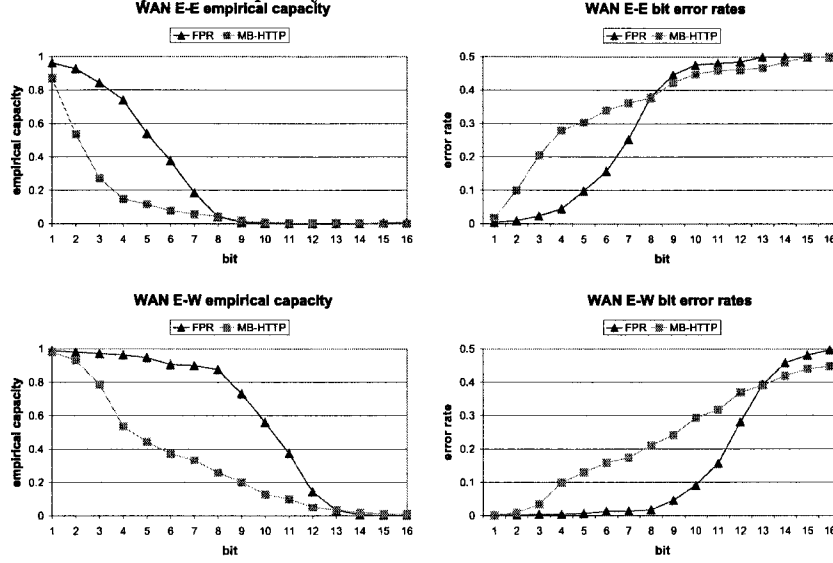 WAN E-E empirical capacity
FPR MB-HTTP
empirical capacity
1
0.8
0.6
0.4
0.2
0
1 2 3 4 5 6 7 8 9 10 11 12 13 14 15 16
bit
WAN E-E bit error rates
FPR MB-HTTP
error rate
0.5
0.4
0.3
0.2
0.1
0
1 2 3 4 5 6 7 8 9 10 11 12 13 14 15 16
bit
WAN E-W empirical capacity
FPR MB-HTTP
empirical capacity
1
0.8
0.6
0.4
0.2
0
1 2 3 4 5 6 7 8 9 10 11 12 13 14 15 16
bit
WAN E-W bit error rates
FPR MB-HTTP
error rate
0.5
0.4
0.3
0.2
0.1
0
1 2 3 4 5 6 7 8 9 10 11 12 13 14 15 16
bit